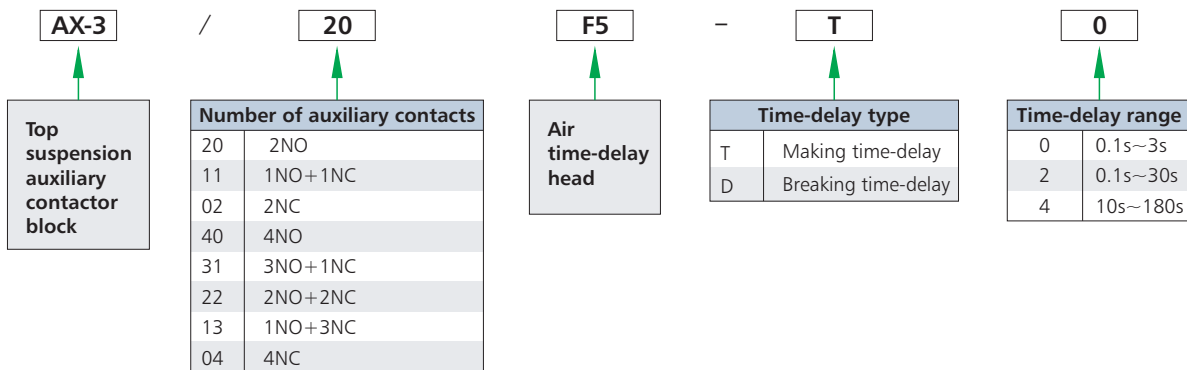 AX-3 / 20 F5 – T 0
Top
suspension
auxiliary
contactor
block
Number of auxiliary contacts
20 2NO
11 1NO+1NC
02 2NC
40 4NO
31 3NO+1NC
22 2NO+2NC
13 1NO+3NC
04 4NC
Air
time-delay
head
Time-delay type
T Making time-delay
D Breaking time-delay
Time-delay range
0 0.1s~3s
2 0.1s~30s
4 10s~180s